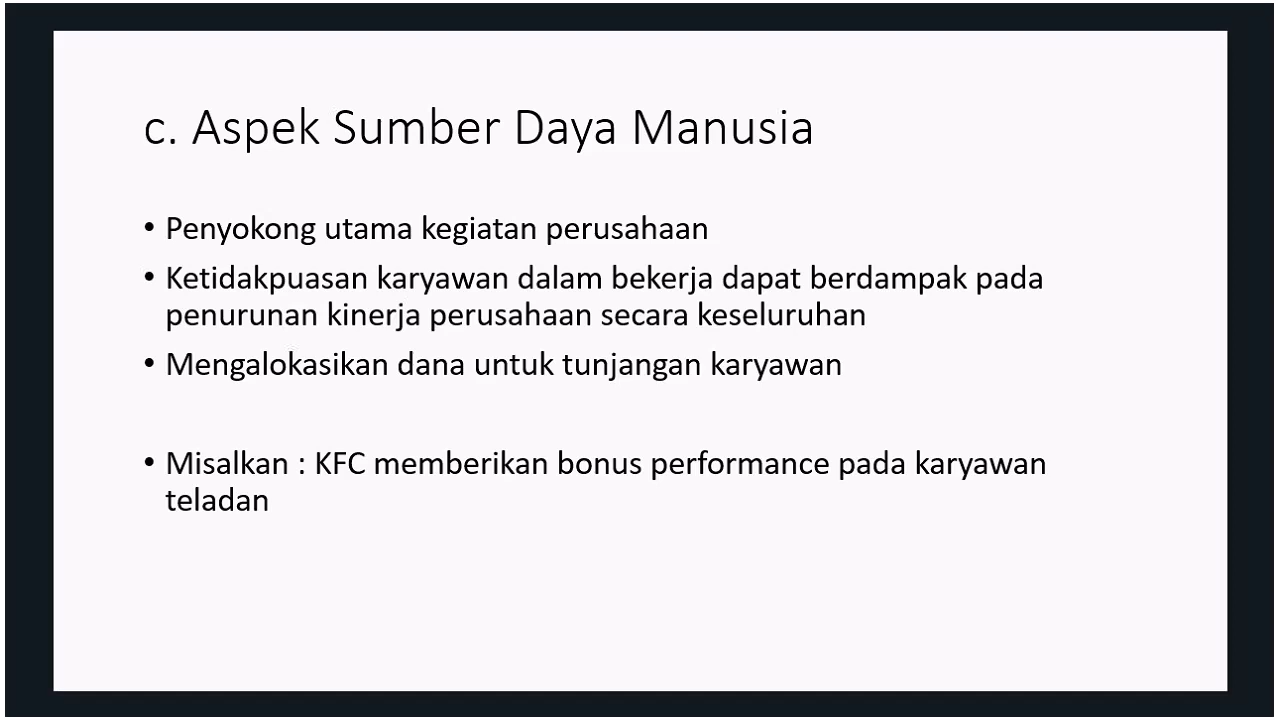 c. Aspek Sumber Daya Manusia
• Penyokong utama kegiatan perusahaan
• Ketidakpuasan karyawan dalam bekerja dapat berdampak pada
penurunan kinerja perusahaan secara keseluruhan
• Mengalokasikan dana untuk tunjangan karyawan
• Misalkan : KFC memberikan bonus performance pada karyawan
teladan